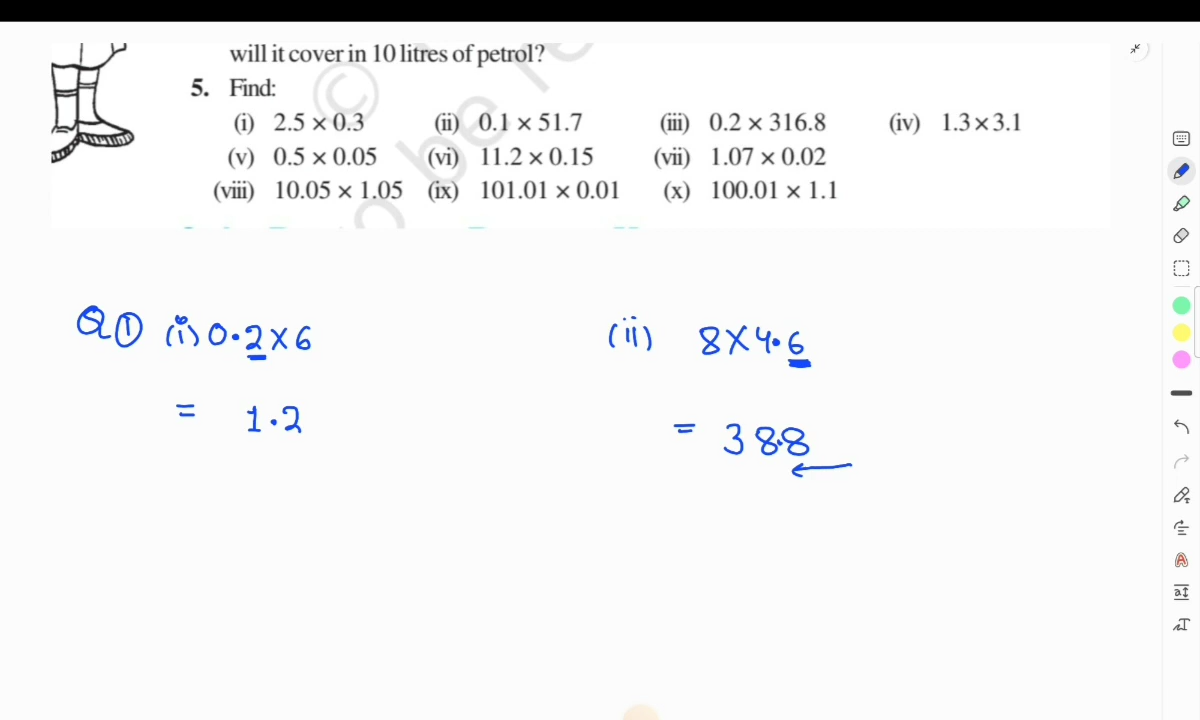 will it cover in 10 litres of petrol?
5. Find:
(i) 2.5 × 0.3 (ii) 0.1 × 51.7 (iii) 0.2 × 316.8 (iv) 1.3 × 3.1
(v) 0.5 × 0.05 (vi) 11.2 × 0.15 (vii) 1.07 × 0.02
(viii) 10.05 × 1.05 (ix) 101.01 × 0.01 (x) 100.01 × 1.1
Q ① (i) 0.2 × 6 (ii) 8 × 4.6
= 1.2 = 38.8